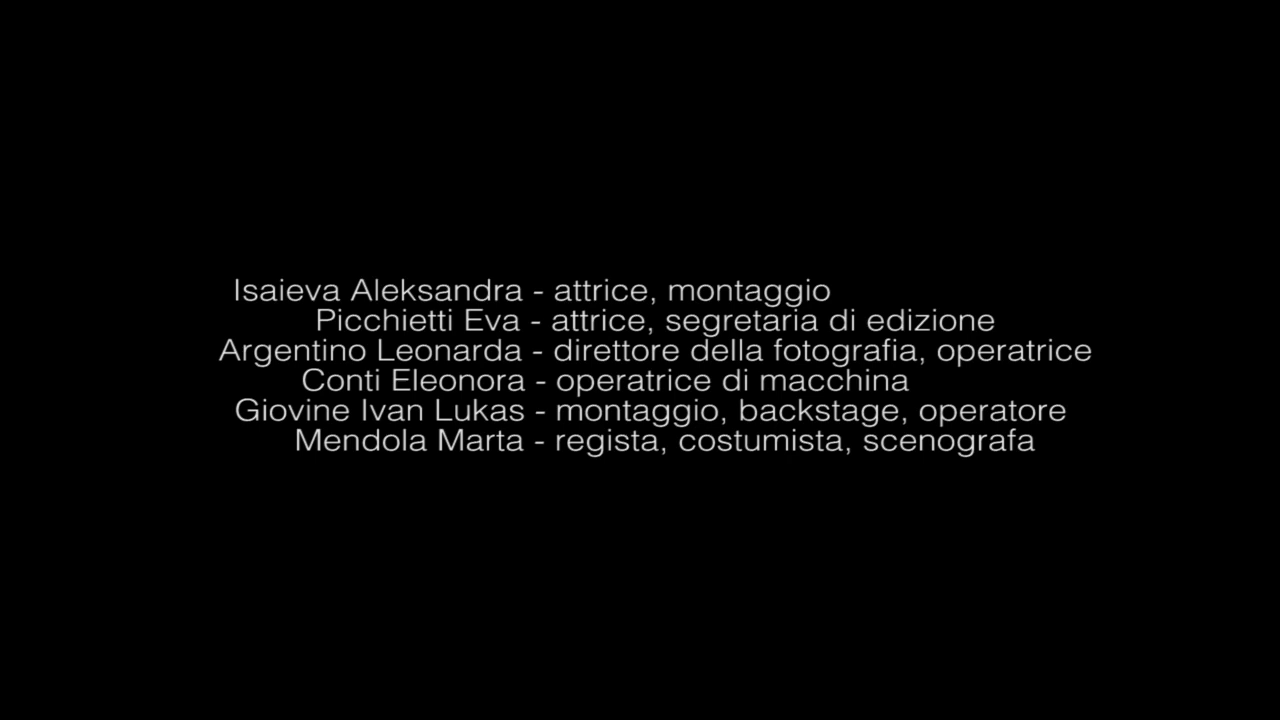 Isaieva Aleksandra - attrice, montaggio
Picchietti Eva - attrice, segretaria di edizione
Argentino Leonarda - direttore della fotografia, operatrice
Conti Eleonora - operatrice di macchina
Giovine Ivan Lukas - montaggio, backstage, operatore
Mendola Marta - regista, costumista, scenografa